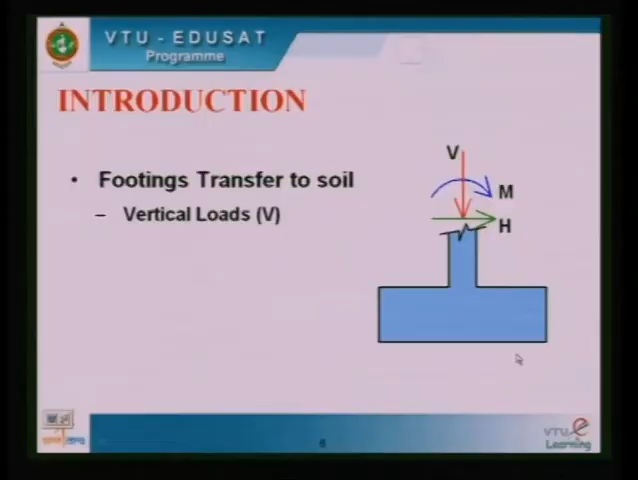 VTU - EDUSAT
Programme
INTRODUCTION
• Footings Transfer to soil
– Vertical Loads (V)
V
M
H
VTU e
Learning